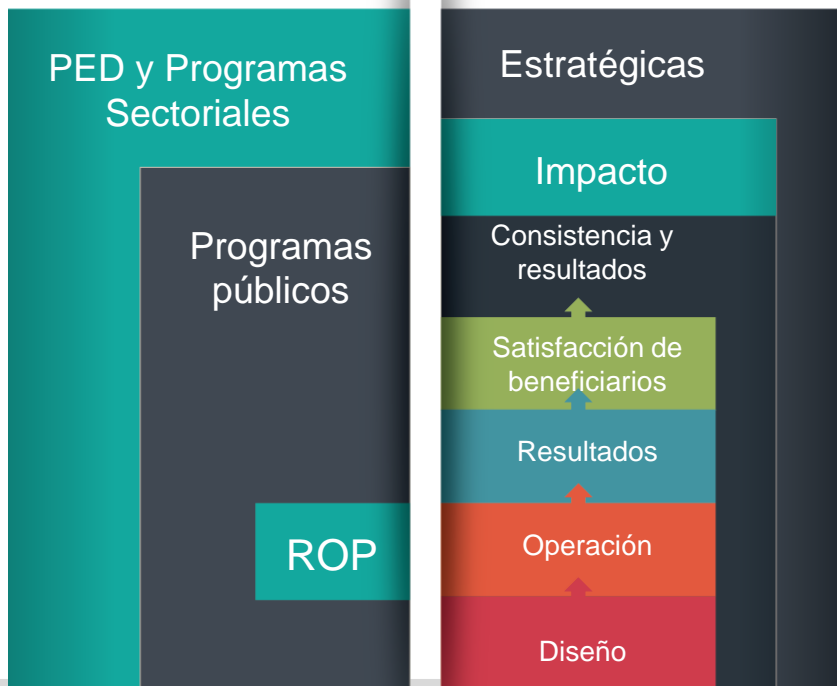 PED y Programas
Sectoriales
Programas
públicos
ROP
Estratégicas
Impacto
Consistencia y
resultados
Satisfacción de
beneficiarios
Resultados
Operación
Diseño